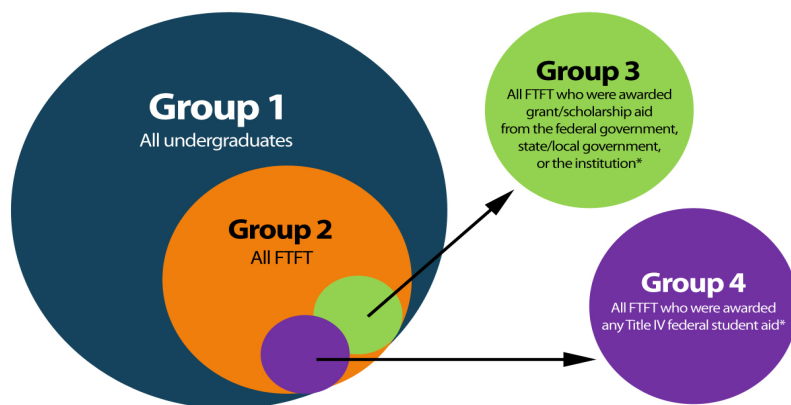 Group 1
All undergraduates
Group 2
All FTFT
Group 3
All FTFT who were awarded
grant/scholarship aid
from the federal government,
state/local government,
or the institution*
Group 4
All FTFT who were awarded
any Title IV federal student aid*